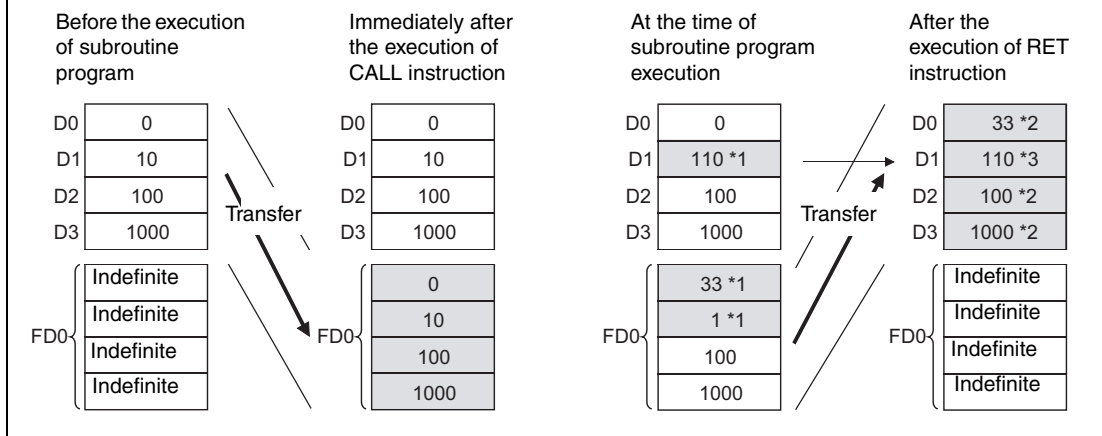 Before the execution
of subroutine
program
D0 0
D1 10
D2 100
D3 1000
FD0
Indefinite
Indefinite
Indefinite
Indefinite
Transfer
Immediately after
the execution of
CALL instruction
D0 0
D1 10
D2 100
D3 1000
FD0
0
10
100
1000
At the time of
subroutine program
execution
D0 0
D1 110 *1
D2 100
D3 1000
FD0
33 *1
1 *1
100
1000
Transfer
After the
execution of RET
instruction
D0 33 *2
D1 110 *3
D2 100 *2
D3 1000 *2
FD0
Indefinite
Indefinite
Indefinite
Indefinite